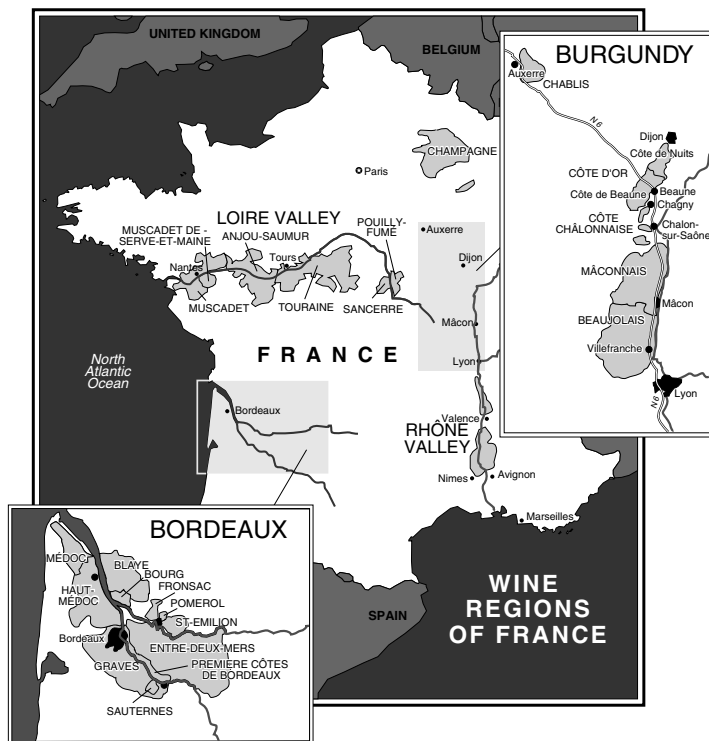 UNITED KINGDOM
BELGIUM
CHAMPAGNE
Paris
LOIRE VALLEY
POUILLY-
FUMÉ
MUSCADET DE -
SERVE-ET-MAINE
ANJOU-SAUMUR
Tours
Nantes
MUSCADET
TOURAINE
SANCERRE
Auxerre
Dijon
Mâcon
Lyon
FRANCE
North
Atlantic
Ocean
Bordeaux
Valence
RHÔNE
VALLEY
Nimes
Avignon
Marseilles
SPAIN
WINE
REGIONS
OF FRANCE
BURGUNDY
Auxerre
CHABLIS
N6
Dijon
Côte de Nuits
CÔTE D'OR
Côte de Beaune
Beaune
Chagny
CÔTE
CHÂLONNAISE
Chalon-
sur-Saône
MÂCONNAIS
Mâcon
BEAUJOLAIS
Villefranche
N6
Lyon
BORDEAUX
MÉDOC
BLAYE
BOURG
FRONSAC
HAUT-
MÉDOC
POMEROL
ST-EMILION
Bordeaux
ENTRE-DEUX-MERS
GRAVES
PREMIERE CÔTES
DE BORDEAUX
SAUTERNES